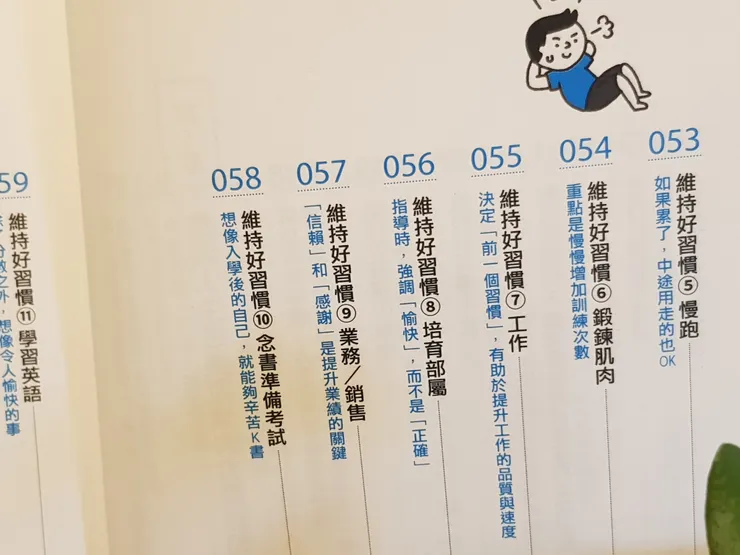 053
維持好習慣⑤慢跑
如果累了,中途用走的也OK
054
維持好習慣⑥鍛鍊肌肉
重點是慢慢增加訓練次數
055
維持好習慣⑦工作
決定「前一個習慣」,有助於提升工作的品質與速度
056
維持好習慣⑧培育部屬
指導時,強調「愉快」,而不是「正確」
057
維持好習慣⑨業務/銷售
「信賴」和「感謝」是提升業績的關鍵
058
維持好習慣⑩念書準備考試
想像入學後的自己,就能夠辛苦K書
59
維持好習慣⑪學習英語
分數之外,想像令人愉快的事